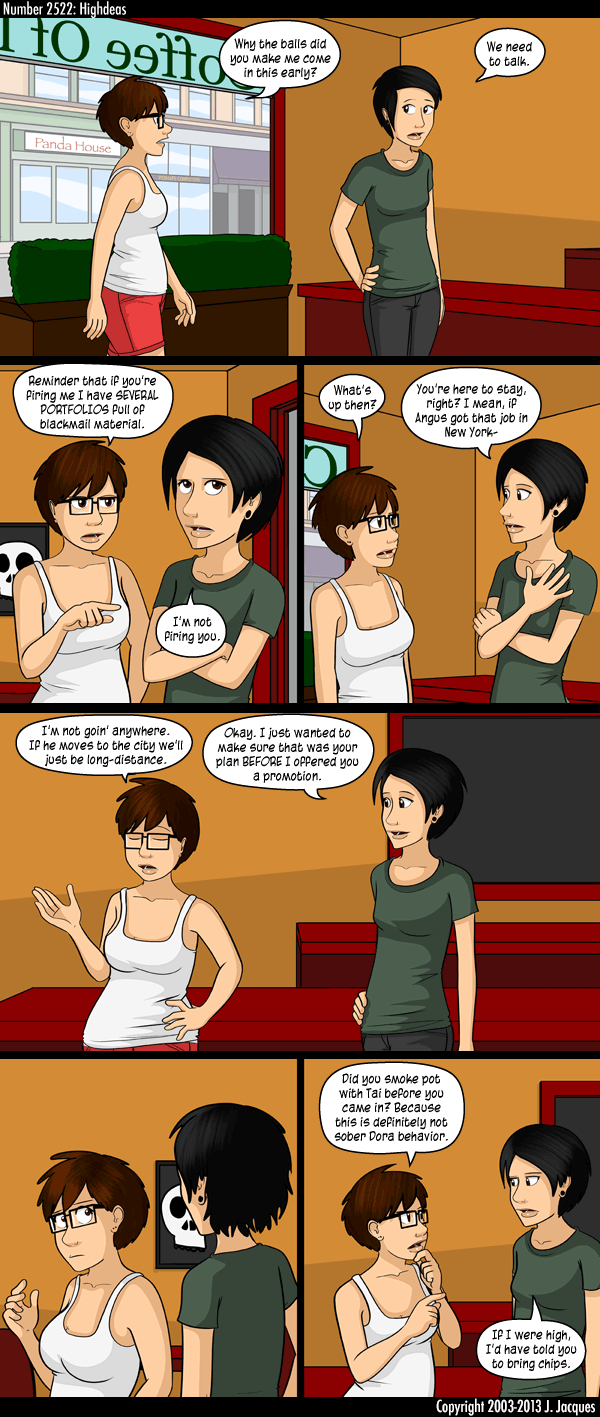 Number 2522: Highdeas
Coffee Of D
Why the balls did
you make me come
in this early?
We need
to talk.
Panda House
Reminder that if you're
firing me I have SEVERAL
PORTFOLIOS full of
blackmail material.
I'm not
firing you.
What's
up then?
You're here to stay,
right? I mean, if
Angus got that job in
New York-
C
I'm not goin' anywhere.
If he moves to the city we'll
just be long-distance.
Okay. I just wanted to
make sure that was your
plan BEFORE I offered you
a promotion.
Did you smoke pot
with Tai before you
came in? Because
this is definitely not
sober Dora behavior.
If I were high,
I'd have told you
to bring chips.
Copyright 2003-2013 J. Jacques